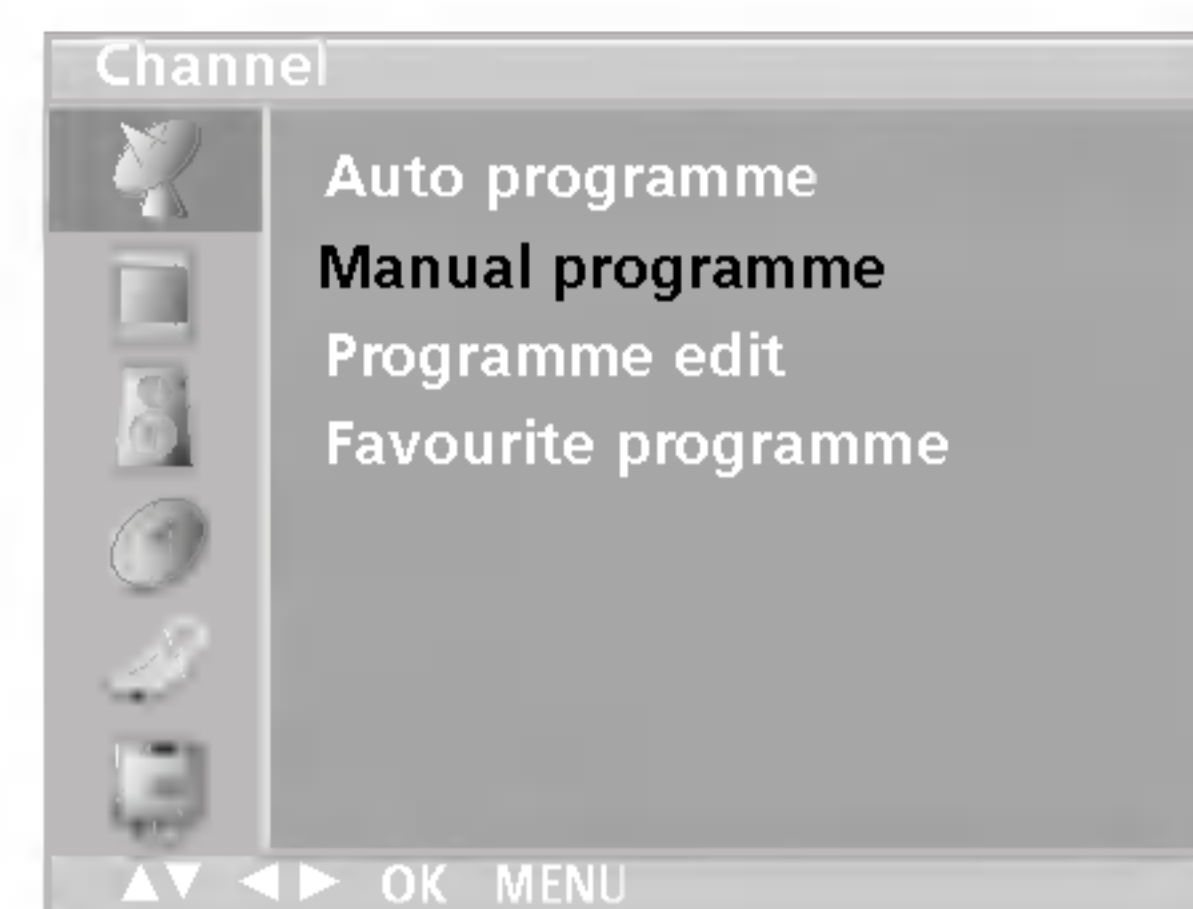 Channel
Auto programme
Manual programme
Programme edit
Favourite programme
▲▼ ◀▶ OK MENU